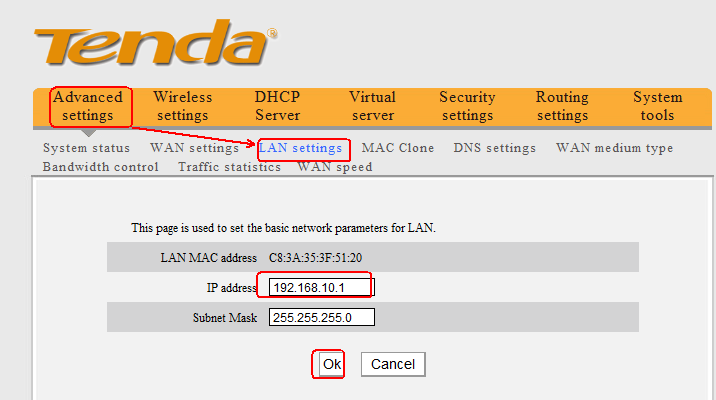 Tenda®
Advanced settings
Wireless settings
DHCP Server
Virtual server
Security settings
Routing settings
System tools
System status WAN settings LAN settings MAC Clone DNS settings WAN medium type
Bandwidth control Traffic statistics WAN speed
This page is used to set the basic network parameters for LAN.
LAN MAC address C8:3A:35:3F:51:20
IP address 192.168.10.1
Subnet Mask 255.255.255.0
Ok Cancel